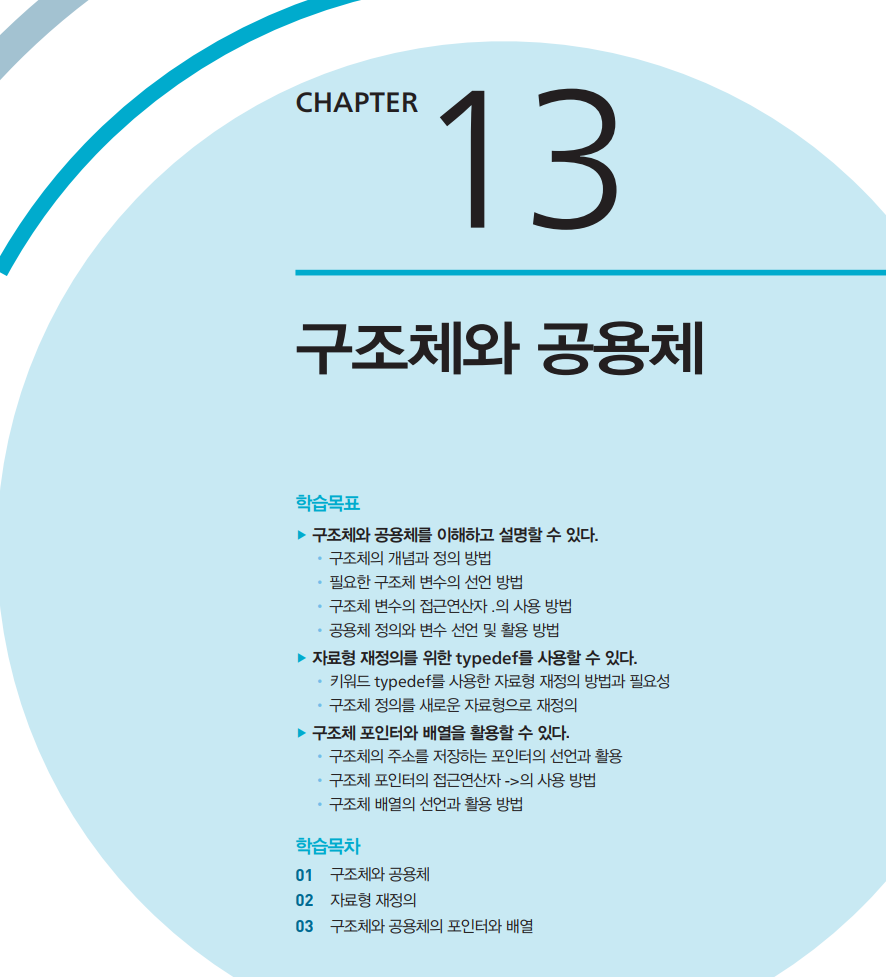 CHAPTER 13
구조체와 공용체
학습목표
▶ 구조체와 공용체를 이해하고 설명할 수 있다.
• 구조체의 개념과 정의 방법
• 필요한 구조체 변수의 선언 방법
• 구조체 변수의 접근연산자 .의 사용 방법
• 공용체 정의와 변수 선언 및 활용 방법
▶ 자료형 재정의를 위한 typedef를 사용할 수 있다.
• 키워드 typedef를 사용한 자료형 재정의 방법과 필요성
• 구조체 정의를 새로운 자료형으로 재정의
▶ 구조체 포인터와 배열을 활용할 수 있다.
• 구조체의 주소를 저장하는 포인터의 선언과 활용
• 구조체 포인터의 접근연산자 ->의 사용 방법
• 구조체 배열의 선언과 활용 방법
학습목차
01 구조체와 공용체
02 자료형 재정의
03 구조체와 공용체의 포인터와 배열